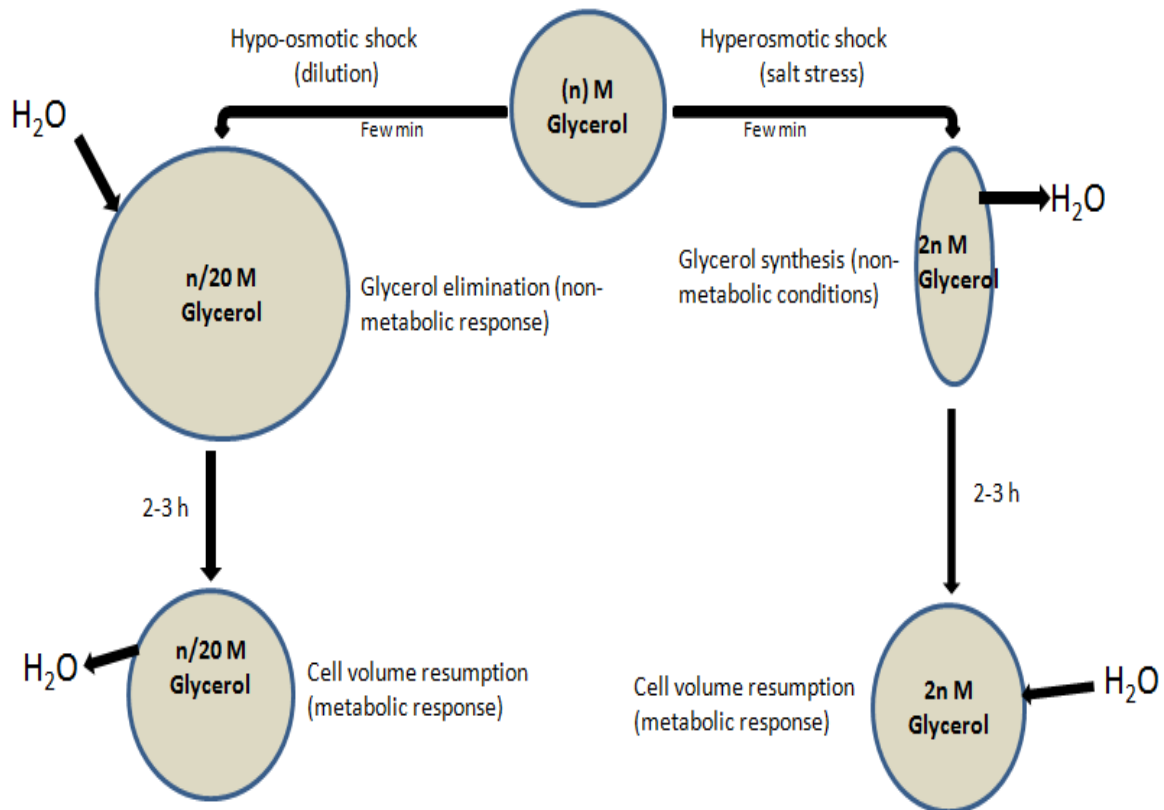 Hypo-osmotic shock
(dilution)
Hyperosmotic shock
(salt stress)
(n) M
Glycerol
H₂O
Few min
Few min
H₂O
n/20 M
Glycerol
Glycerol elimination (non-
metabolic response)
Glycerol synthesis (non-
metabolic conditions)
2n M
Glycerol
2-3 h
2-3 h
H₂O
n/20 M
Glycerol
Cell volume resumption
(metabolic response)
Cell volume resumption
(metabolic response)
2n M
Glycerol
H₂O